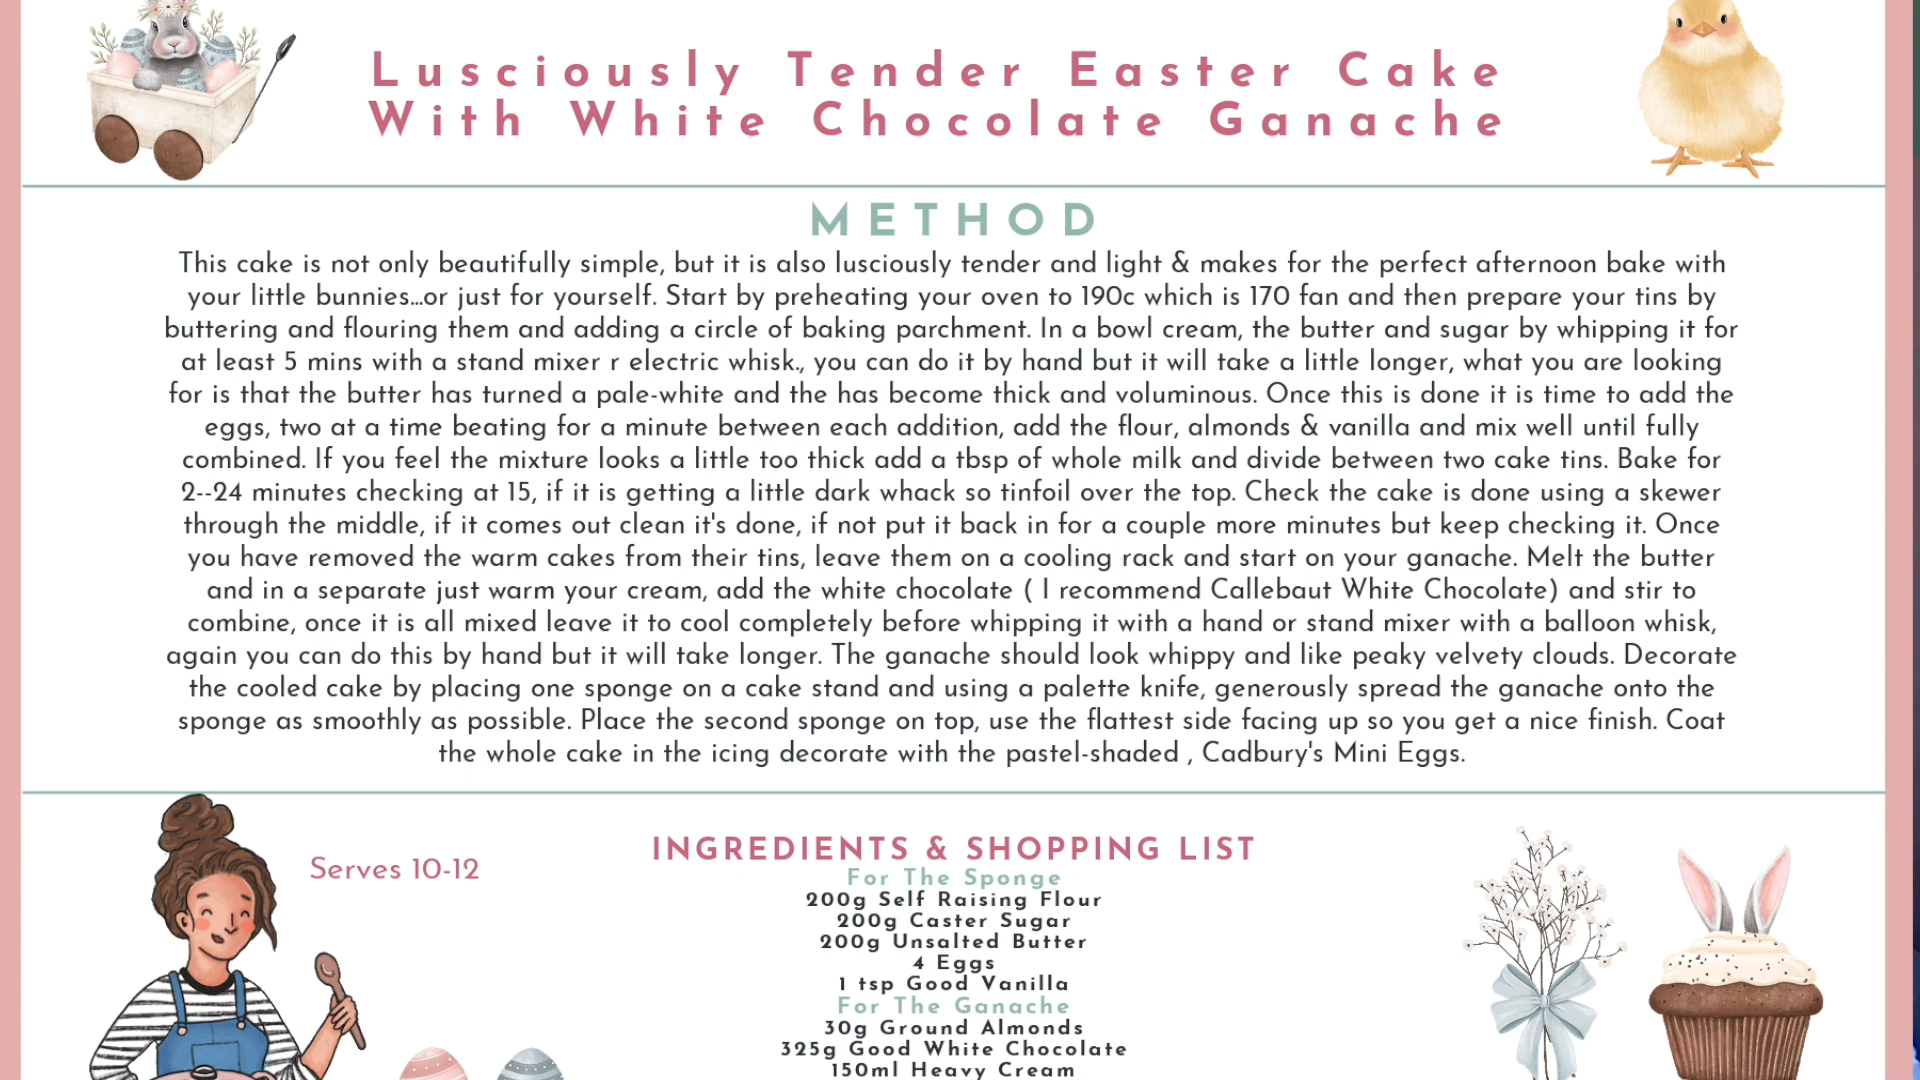 Lusciously Tender Easter Cake
With White Chocolate Ganache
METHOD
This cake is not only beautifully simple, but it is also lusciously tender and light & makes for the perfect afternoon bake with
your little bunnies...or just for yourself. Start by preheating your oven to 190c which is 170 fan and then prepare your tins by
buttering and flouring them and adding a circle of baking parchment. In a bowl cream, the butter and sugar by whipping it for
at least 5 mins with a stand mixer r electric whisk., you can do it by hand but it will take a little longer, what you are looking
for is that the butter has turned a pale-white and the has become thick and voluminous. Once this is done it is time to add the
eggs, two at a time beating for a minute between each addition, add the flour, almonds & vanilla and mix well until fully
combined. If you feel the mixture looks a little too thick add a tbsp of whole milk and divide between two cake tins. Bake for
2--24 minutes checking at 15, if it is getting a little dark whack so tinfoil over the top. Check the cake is done using a skewer
through the middle, if it comes out clean it's done, if not put it back in for a couple more minutes but keep checking it. Once
you have removed the warm cakes from their tins, leave them on a cooling rack and start on your ganache. Melt the butter
and in a separate just warm your cream, add the white chocolate ( I recommend Callebaut White Chocolate) and stir to
combine, once it is all mixed leave it to cool completely before whipping it with a hand or stand mixer with a balloon whisk,
again you can do this by hand but it will take longer. The ganache should look whippy and like peaky velvety clouds. Decorate
the cooled cake by placing one sponge on a cake stand and using a palette knife, generously spread the ganache onto the
sponge as smoothly as possible. Place the second sponge on top, use the flattest side facing up so you get a nice finish. Coat
the whole cake in the icing decorate with the pastel-shaded , Cadbury's Mini Eggs.
Serves 10-12
INGREDIENTS & SHOPPING LIST
For The Sponge
200g Self Raising Flour
200g Caster Sugar
200g Unsalted Butter
4 Eggs
1 tsp Good Vanilla
For The Ganache
30g Ground Almonds
325g Good White Chocolate
150ml Heavy Cream